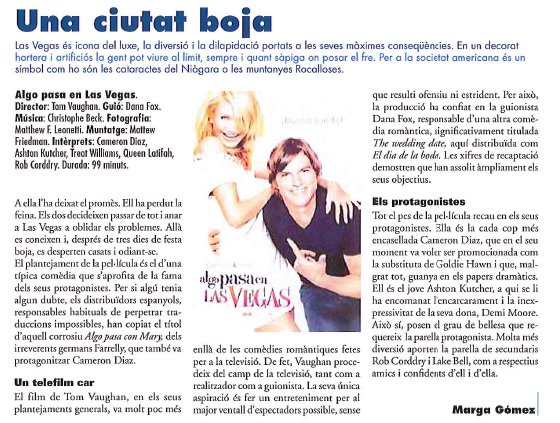 Una ciutat boja
Las Vegas és icona del luxe, la diversió i la dilapidació portats a les seves màximes conseqüències. En un decorat
hortera i artificiós la gent pot viure al límit, sempre i quant sàpiga on posar el fre. Per a la societat americana és un
símbol com ho són les cataractes del Niàgara o les muntanyes Rocalloses.
Algo pasa en Las Vegas.
Director: Tom Vaughan. Guió: Dana Fox.
Música: Christophe Beck. Fotografia:
Matthew F. Leonetti. Muntatge: Mattew
Friedman. Intèrprets: Cameron Diaz,
Ashton Kutcher, Treat Williams, Queen Latifah,
Rob Corddry. Durada: 99 minuts.
A ella l'ha deixat el promès. Ell ha perdut la
feina. Els dos decideixen passar de tot i anar
a Las Vegas a oblidar els problemes. Allà
es coneixen i, després de tres dies de festa
boja, es desperten casats i odiant-se.
El plantejament de la pel·lícula és el d'una
típica comèdia que s'aprofita de la fama
dels seus protagonistes. Per si algú tenia
algun dubte, els distribuïdors espanyols,
responsables habituals de perpetrar tra-
duccions impossibles, han copiat el títol
d'aquell corrosiu Algo pasa con Mary, dels
irreverents germans Farrelly, que també va
protagonitzar Cameron Diaz.
Un telefilm car
El film de Tom Vaughan, en els seus
plantejaments generals, va molt poc més
algo pasa en
LAS VEGAS
enllà de les comèdies romàntiques fetes
per a la televisió. De fet, Vaughan proce-
deix del camp de la televisió, tant com a
realitzador com a guionista. La seva única
aspiració és fer un entreteniment per al
major ventall d'espectadors possible, sense
que resulti ofensiu ni estrident. Per això,
la producció ha confiat en la guionista
Dana Fox, responsable d'una altra comè-
dia romàntica, significativament titulada
The wedding date, aquí distribuïda com
El día de la boda. Les xifres de recaptació
demostren que han assolit àmpliament els
seus objectius.
Els protagonistes
Tot el pes de la pel·lícula recau en els seus
protagonistes. Ella és la cada cop més
encasellada Cameron Diaz, que en el seu
moment va voler ser promocionada com
la substituta de Goldie Hawn i que, mal-
grat tot, guanya en els papers dramàtics.
Ell és el jove Ashton Kutcher, a qui se li
ha encomanat l'encarcarament i la inex-
pressivitat de la seva dona, Demi Moore.
Això sí, posen el grau de bellesa que re-
quereix la parella protagonista. Molta més
diversió aporten la parella de secundaris
Rob Corddry i Lake Bell, com a respectius
amics i confidents d'ell i d'ella.
Marga Gómez